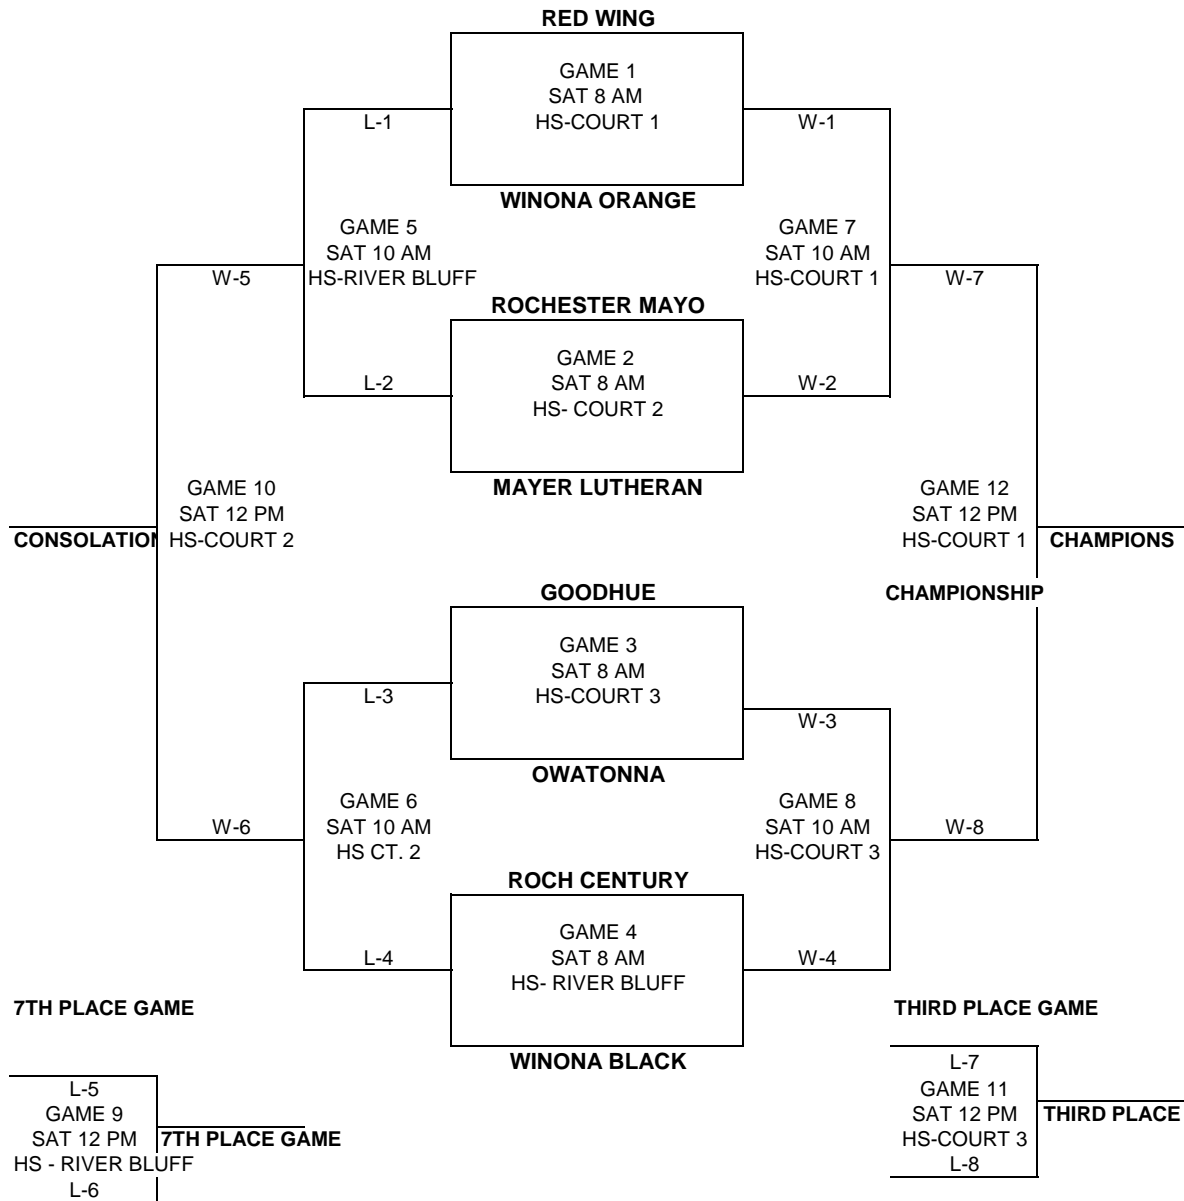 RED WING
GAME 1
SAT 8 AM
HS-COURT 1
L-1
W-1
WINONA ORANGE
GAME 5
SAT 10 AM
HS-RIVER BLUFF
GAME 7
SAT 10 AM
HS-COURT 1
W-5
W-7
ROCHESTER MAYO
GAME 2
SAT 8 AM
HS- COURT 2
L-2
W-2
MAYER LUTHERAN
GAME 10
SAT 12 PM
HS-COURT 2
CONSOLATION
GAME 12
SAT 12 PM
HS-COURT 1
CHAMPIONS
CHAMPIONSHIP
GOODHUE
GAME 3
SAT 8 AM
HS-COURT 3
L-3
W-3
OWATONNA
GAME 6
SAT 10 AM
HS CT. 2
GAME 8
SAT 10 AM
HS-COURT 3
W-6
W-8
ROCH CENTURY
GAME 4
SAT 8 AM
HS- RIVER BLUFF
L-4
W-4
WINONA BLACK
7TH PLACE GAME
L-5
GAME 9
SAT 12 PM
HS - RIVER BLUFF
L-6
7TH PLACE GAME
THIRD PLACE GAME
L-7
GAME 11
SAT 12 PM
HS-COURT 3
L-8
THIRD PLACE